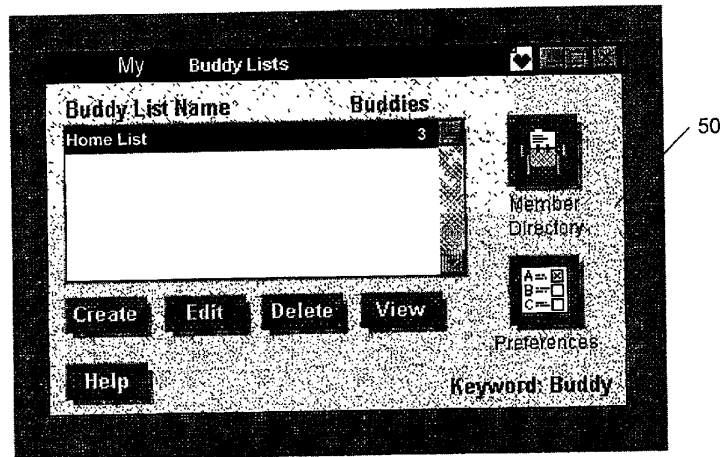 My Buddy Lists
Buddy List Name Buddies
Home List 3
50
Member
Directory
A=
B=
C=
Create Edit Delete View
Preferences
Help
Keyword: Buddy